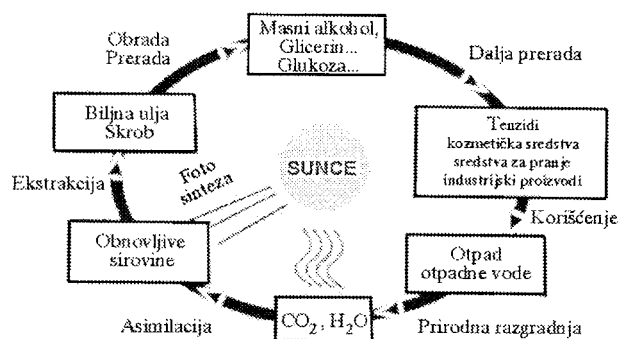 Masni alkohol,
Glicerin...
Glukoza...
Obrada
Prerada
Dalja prerada
Biljna ulja
Škrob
Tenzidi
kozmetička sredstva
sredstva za pranje
industrijski proizvodi
Foto
sinteza
SUNCE
Ekstrakcija
Korišćenje
Obnovljive
sirovine
Otpad
otpadne vode
CO₂, H₂O
Asimilacija
Prirodna razgradnja